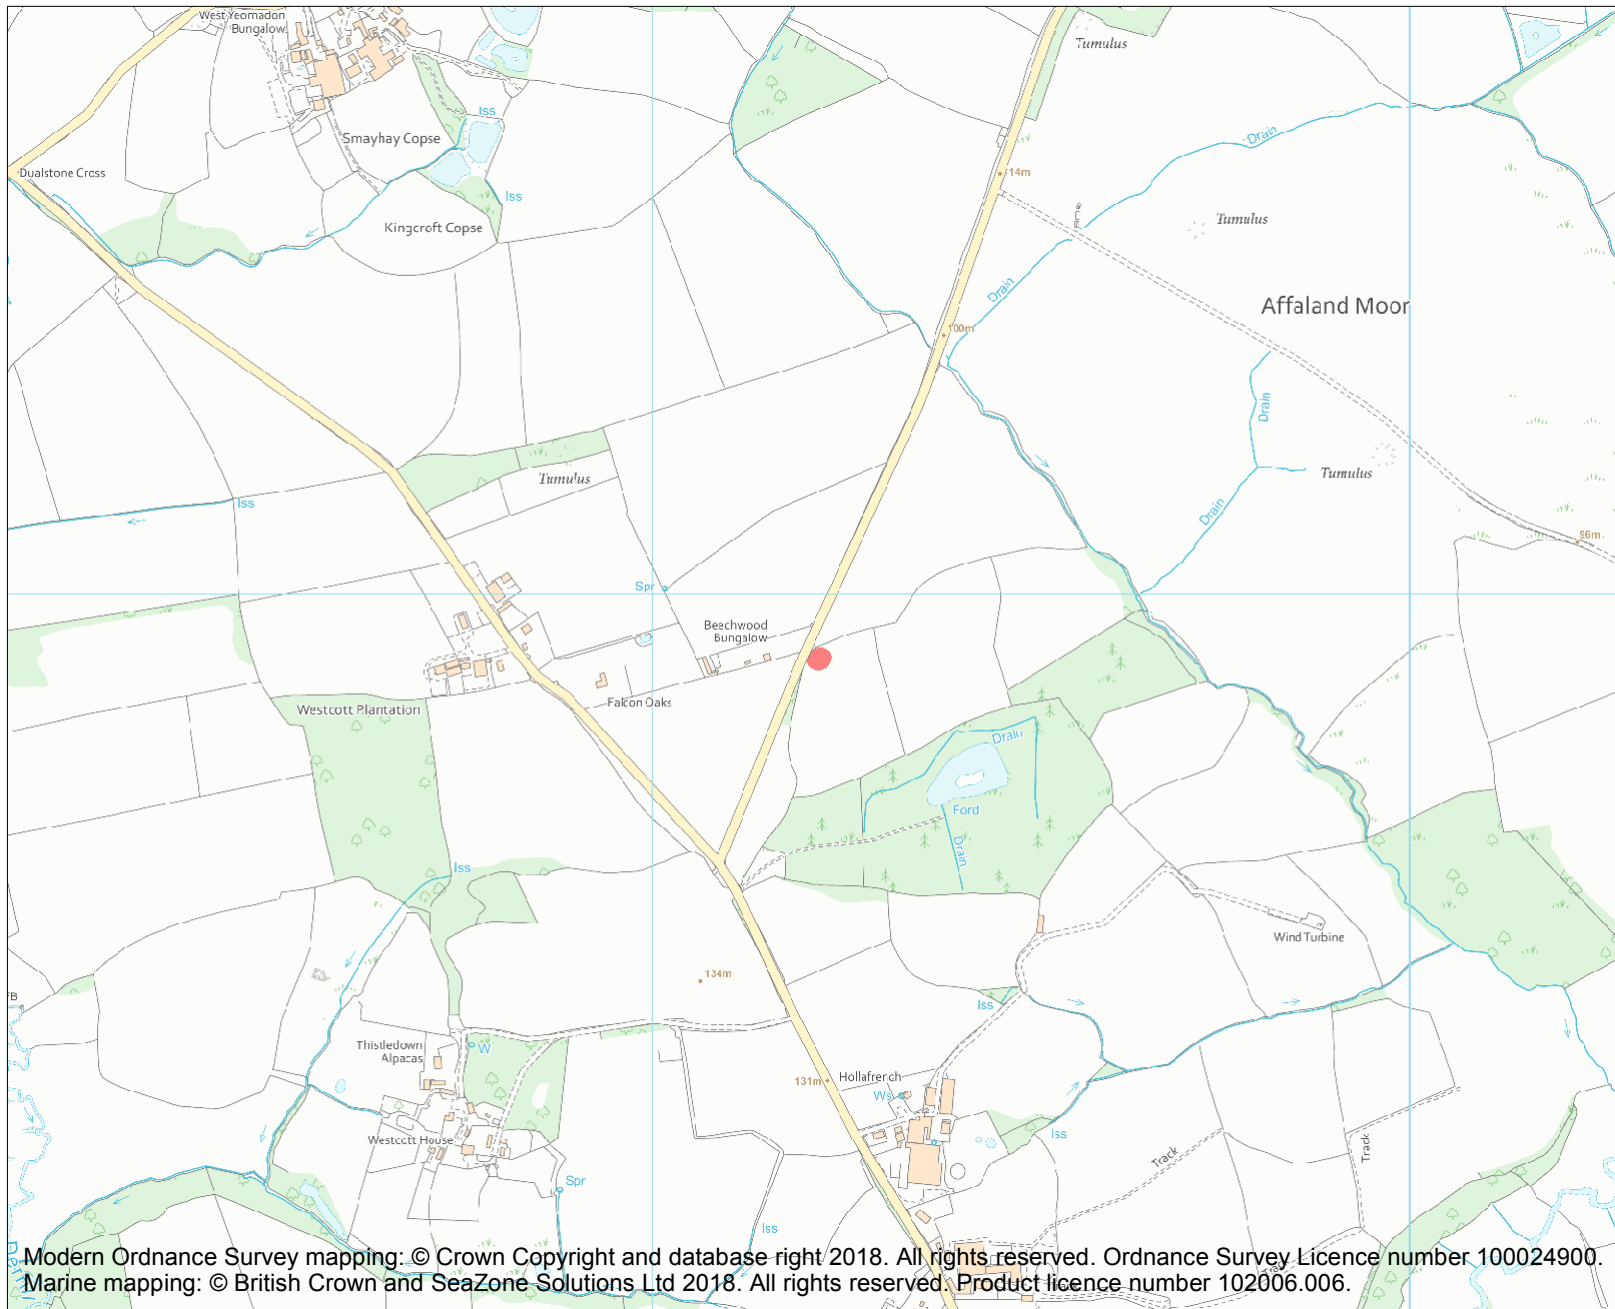 West Yeomadon
Bungalow
Tumulus
Iss
Smayhay Copse
Drain
Dualstone Cross
114m
Iss
Tumulus
Kingcroft Copse
Drain
Affaland Moor
100m
Drain
Tumulus
Tumulus
Iss
Drain
96m
Spr
Beechwood
Bungalow
Falcon Oaks
Westcott Plantation
Drain
Ford
Drain
Iss
Wind Turbine
134m
FB
Iss
Thistledown
Alpacas
W
131m
Hollafrench
Ws
Westcott House
Iss
Track
Track
Spr
Iss
Track
Modern Ordnance Survey mapping: © Crown Copyright and database right 2018. All rights reserved. Ordnance Survey Licence number 100024900.
Marine mapping: © British Crown and SeaZone Solutions Ltd 2018. All rights reserved. Product licence number 102006.006.